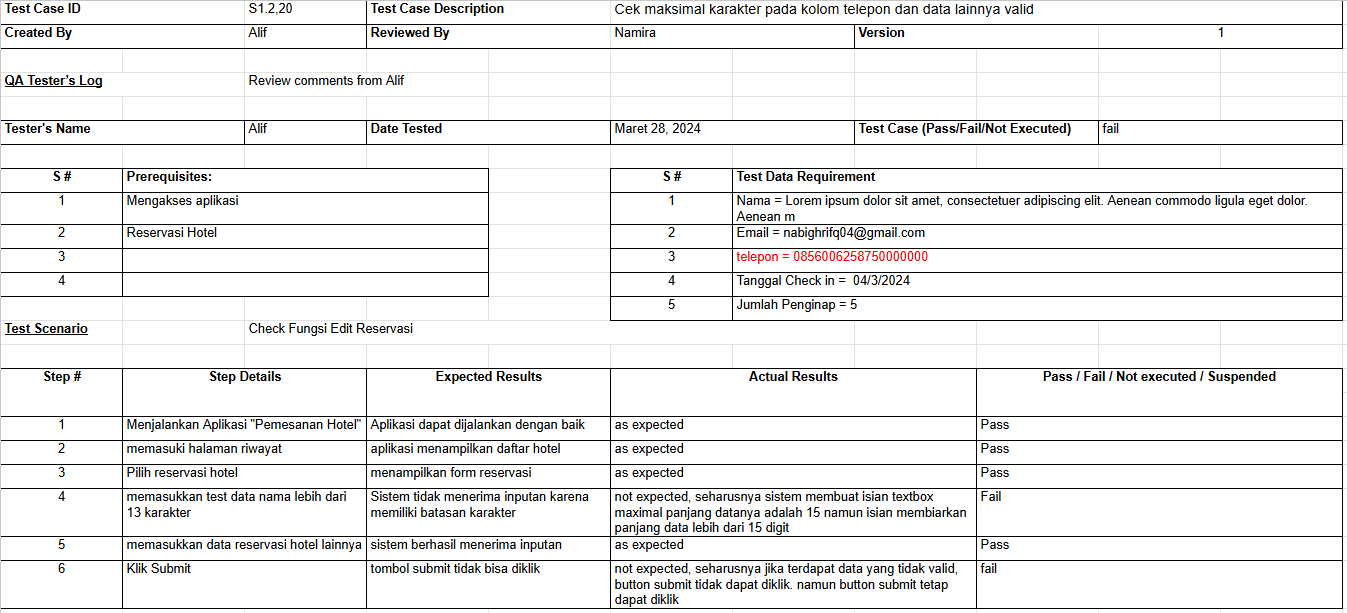 Test Case ID S1.2,20 Test Case Description Cek maksimal karakter pada kolom telepon dan data lainnya valid
Created By Alif Reviewed By Namira Version 1
QA Tester's Log Review comments from Alif
Tester's Name Alif Date Tested Maret 28, 2024 Test Case (Pass/Fail/Not Executed) fail
S # Prerequisites: S # Test Data Requirement
1 Mengakses aplikasi 1 Nama = Lorem ipsum dolor sit amet, consectetuer adipiscing elit. Aenean commodo ligula eget dolor.
Aenean m
2 Reservasi Hotel 2 Email = nabighrifq04@gmail.com
3 3 telepon = 0856006258750000000
4 4 Tanggal Check in =  04/3/2024
5 Jumlah Penginap = 5
Test Scenario Check Fungsi Edit Reservasi
Step # Step Details Expected Results Actual Results Pass / Fail / Not executed / Suspended
1 Menjalankan Aplikasi "Pemesanan Hotel" Aplikasi dapat dijalankan dengan baik as expected Pass
2 memasuki halaman riwayat aplikasi menampilkan daftar hotel as expected Pass
3 Pilih reservasi hotel menampilkan form reservasi as expected Pass
4 memasukkan test data nama lebih dari Sistem tidak menerima inputan karena not expected, seharusnya sistem membuat isian textbox Fail
13 karakter memiliki batasan karakter maximal panjang datanya adalah 15 namun isian membiarkan
panjang data lebih dari 15 digit
5 memasukkan data reservasi hotel lainnya sistem berhasil menerima inputan as expected Pass
6 Klik Submit tombol submit tidak bisa diklik not expected, seharusnya jika terdapat data yang tidak valid, fail
button submit tidak dapat diklik. namun button submit tetap
dapat diklik